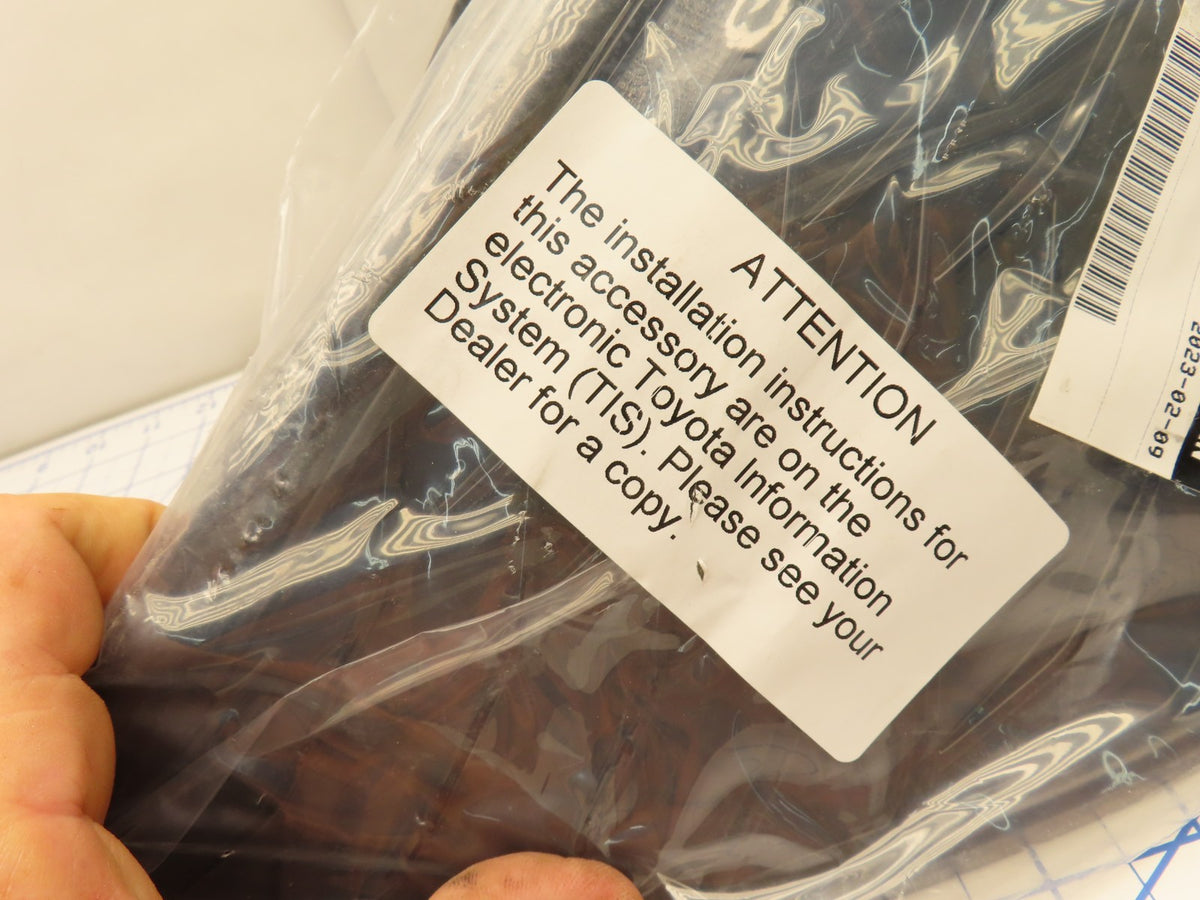 ATTENTION
The installation instructions for
this accessory are on the
electronic Toyota Information
System (TIS). Please see your
Dealer for a copy.
2023-02-09